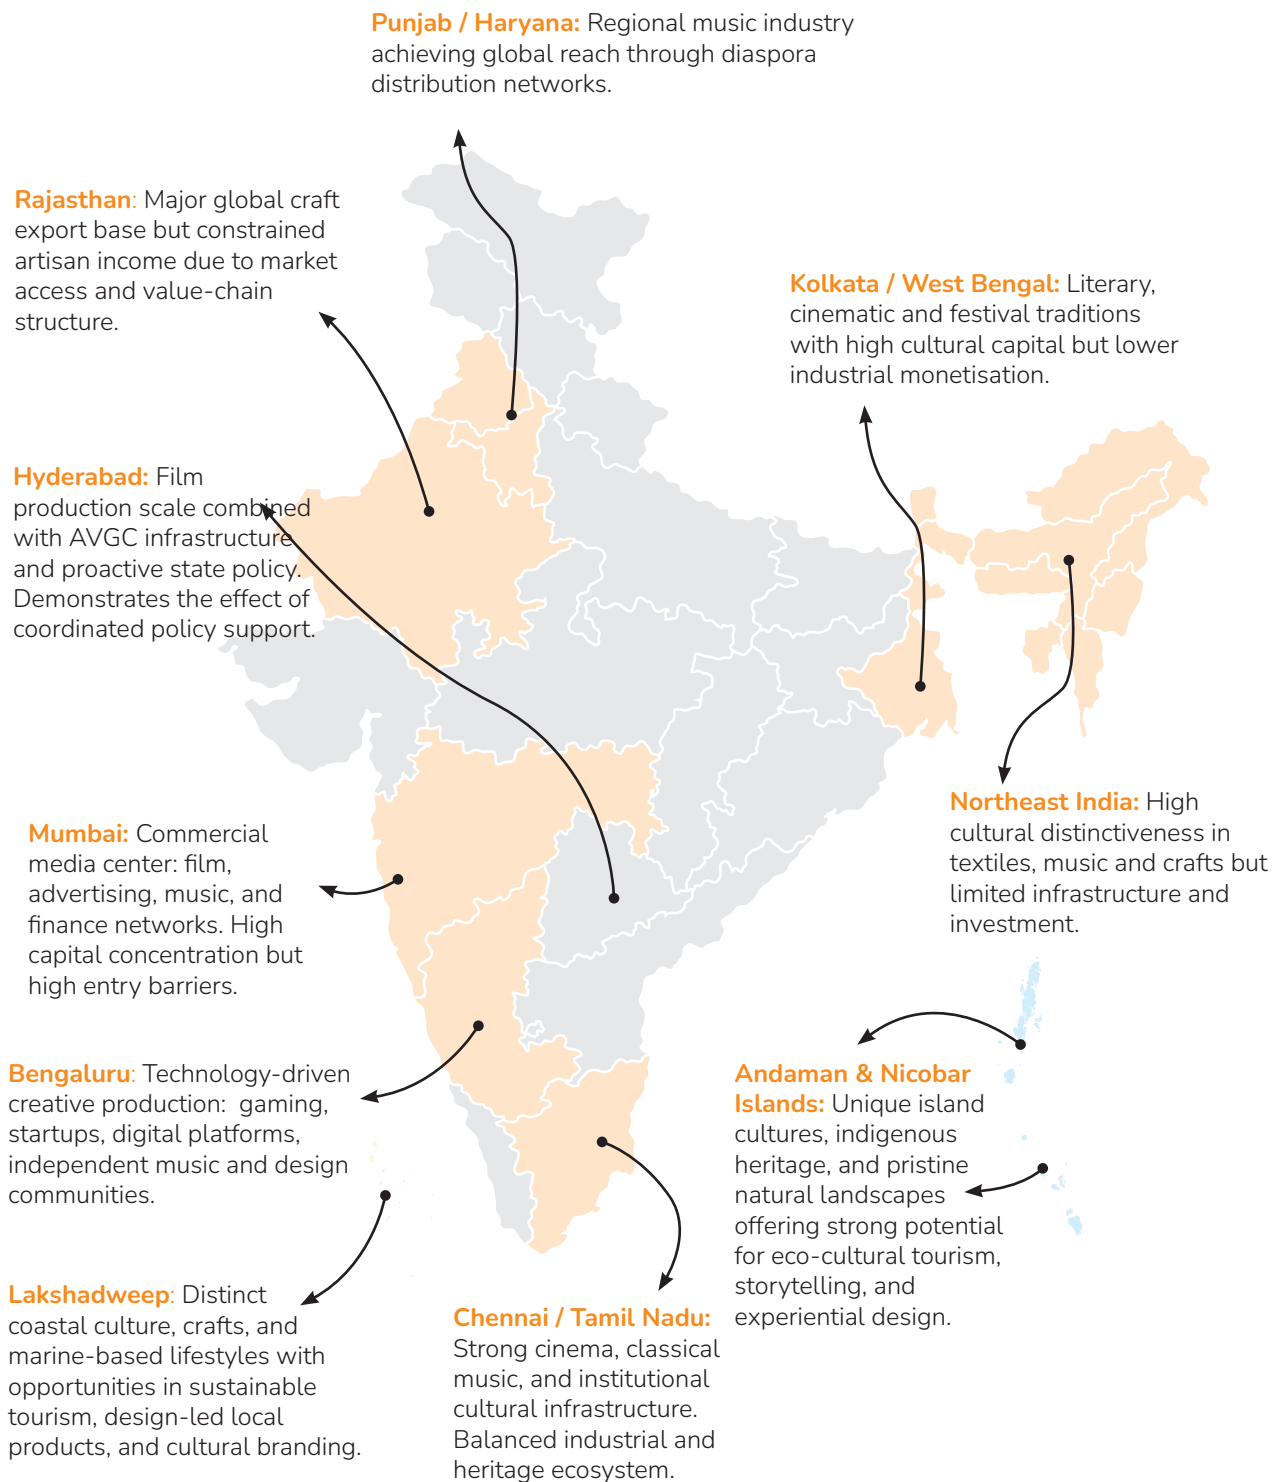 Punjab / Haryana: Regional music industry
achieving global reach through diaspora
distribution networks.
Rajasthan: Major global craft
export base but constrained
artisan income due to market
access and value-chain
structure.
Kolkata / West Bengal: Literary,
cinematic and festival traditions
with high cultural capital but lower
industrial monetisation.
Hyderabad: Film
production scale combined
with AVGC infrastructure
and proactive state policy.
Demonstrates the effect of
coordinated policy support.
Northeast India: High
cultural distinctiveness in
textiles, music and crafts but
limited infrastructure and
investment.
Mumbai: Commercial
media center: film,
advertising, music, and
finance networks. High
capital concentration but
high entry barriers.
Bengaluru: Technology-driven
creative production: gaming,
startups, digital platforms,
independent music and design
communities.
Andaman & Nicobar
Islands: Unique island
cultures, indigenous
heritage, and pristine
natural landscapes
offering strong potential
for eco-cultural tourism,
storytelling, and
experiential design.
Lakshadweep: Distinct
coastal culture, crafts, and
marine-based lifestyles with
opportunities in sustainable
tourism, design-led local
products, and cultural branding.
Chennai / Tamil Nadu:
Strong cinema, classical
music, and institutional
cultural infrastructure.
Balanced industrial and
heritage ecosystem.